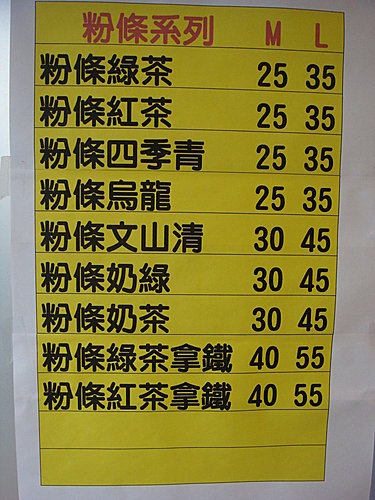 粉條系列 M L
粉條綠茶 25 35
粉條紅茶 25 35
粉條四季青 25 35
粉條烏龍 25 35
粉條文山清 30 45
粉條奶綠 30 45
粉條奶茶 30 45
粉條綠茶拿鐵 40 55
粉條紅茶拿鐵 40 55